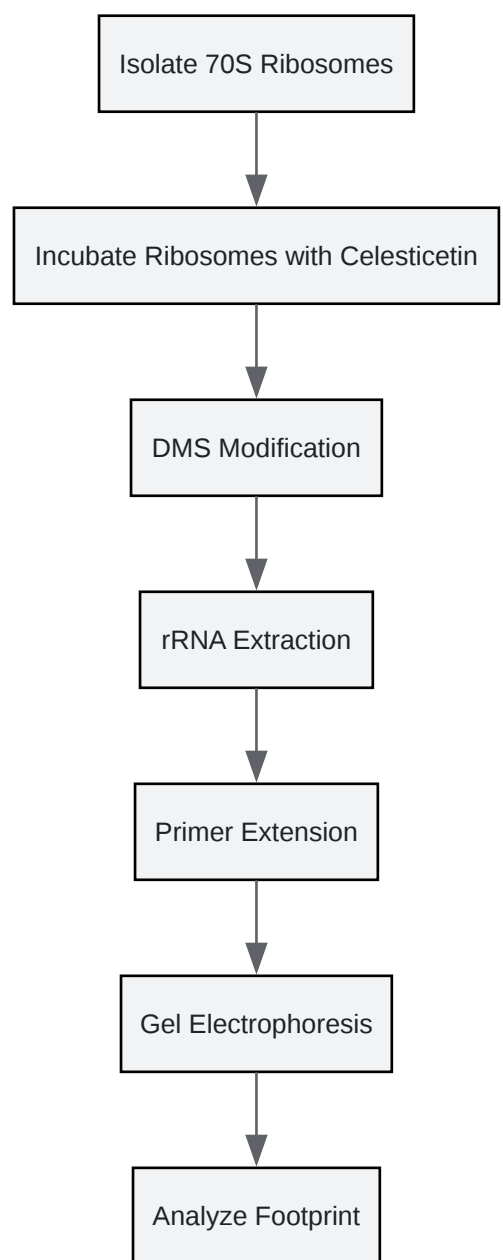 Isolate 70S Ribosomes
Incubate Ribosomes with Celesticetin
DMS Modification
rRNA Extraction
Primer Extension
Gel Electrophoresis
Analyze Footprint